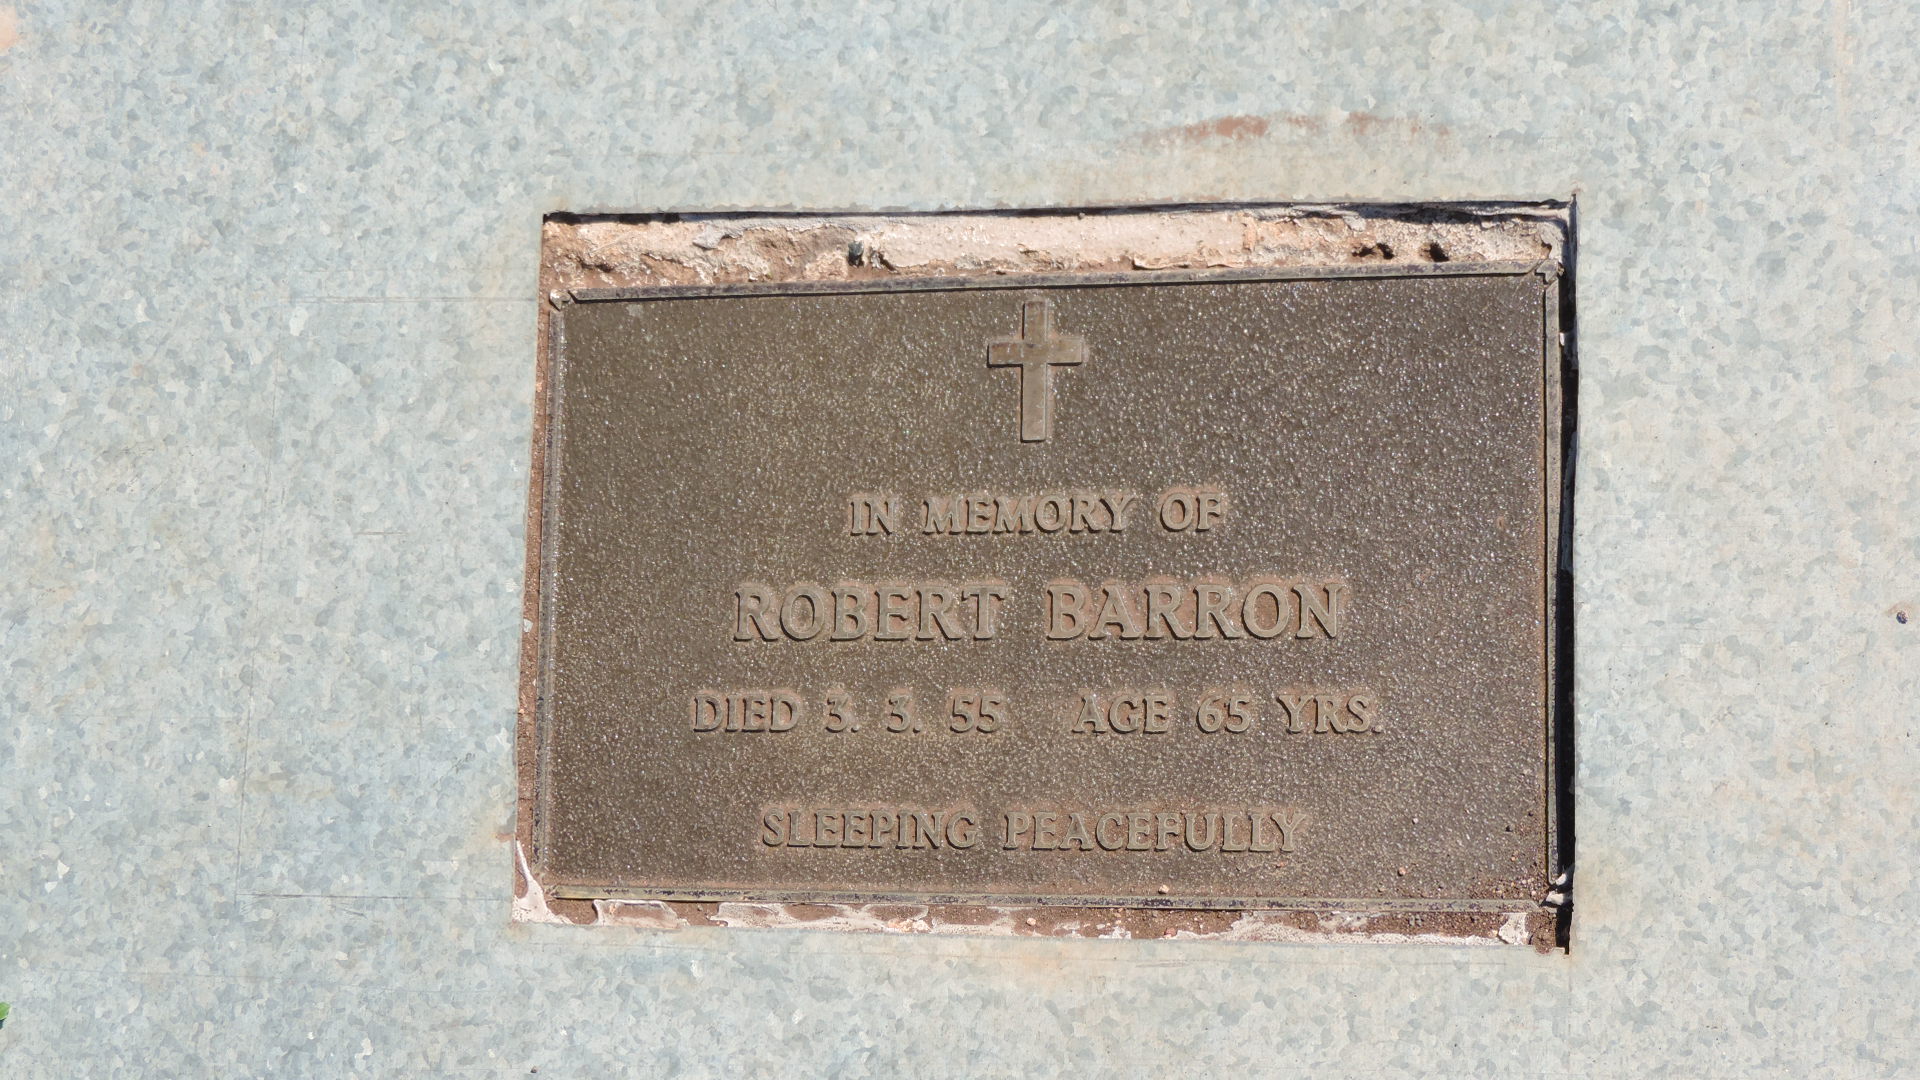 IN MEMORY OF
ROBERT BARRON
DIED 3. 3. 55 AGE 65 YRS.
SLEEPING PEACEFULLY